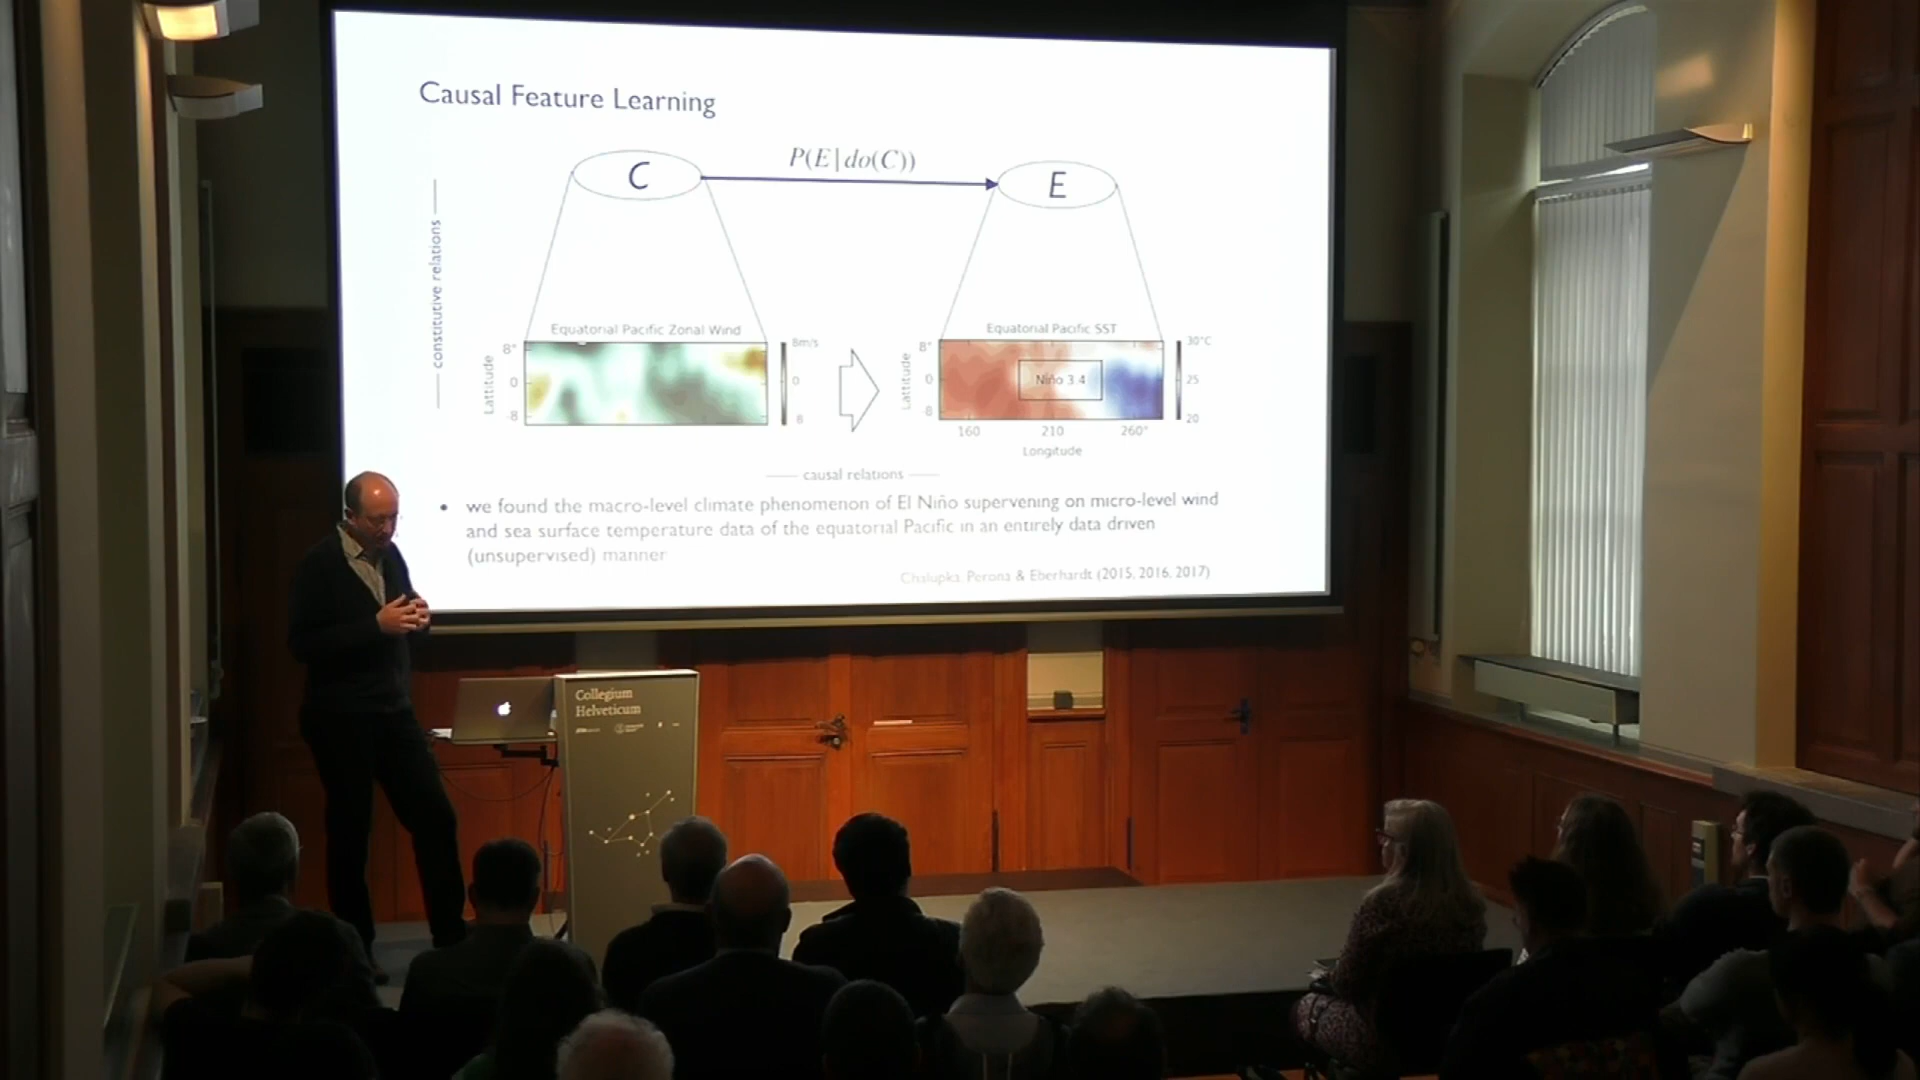 Causal Feature Learning
P(E|do(C))
C
E
constitutive relations
Equatorial Pacific Zonal Wind
Equatorial Pacific SST
8°
0
-8
Lattitude
8m/s
0
8
8°
0
-8
Lattitude
Niño 3.4
30°C
25
20
160 210 260°
Longitude
causal relations
• we found the macro-level climate phenomenon of El Niño supervening on micro-level wind
and sea surface temperature data of the equatorial Pacific in an entirely data driven
(unsupervised) manner
Chalupka, Perona & Eberhardt (2015, 2016, 2017)
Collegium
Helveticum